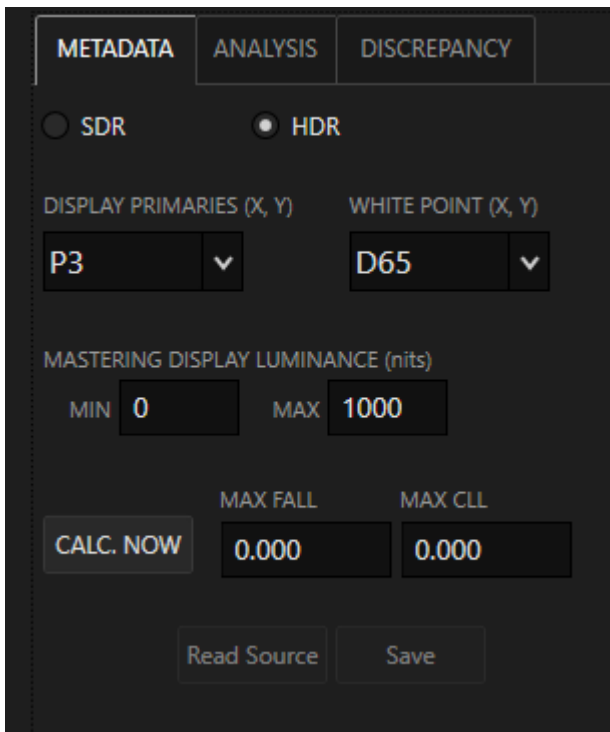 METADATA ANALYSIS DISCREPANCY
SDR HDR
DISPLAY PRIMARIES (X, Y) WHITE POINT (X, Y)
P3 D65
MASTERING DISPLAY LUMINANCE (nits)
MIN 0 MAX 1000
MAX FALL MAX CLL
CALC. NOW 0.000 0.000
Read Source Save